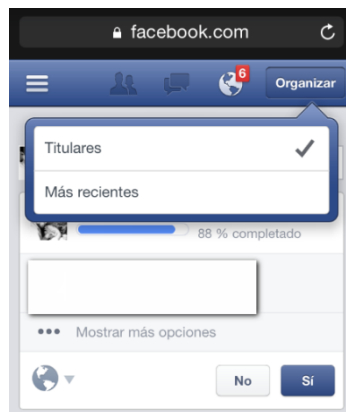 facebook.com
6
Organizar
Titulares
Más recientes
88 % completado
Mostrar más opciones
No
Sí